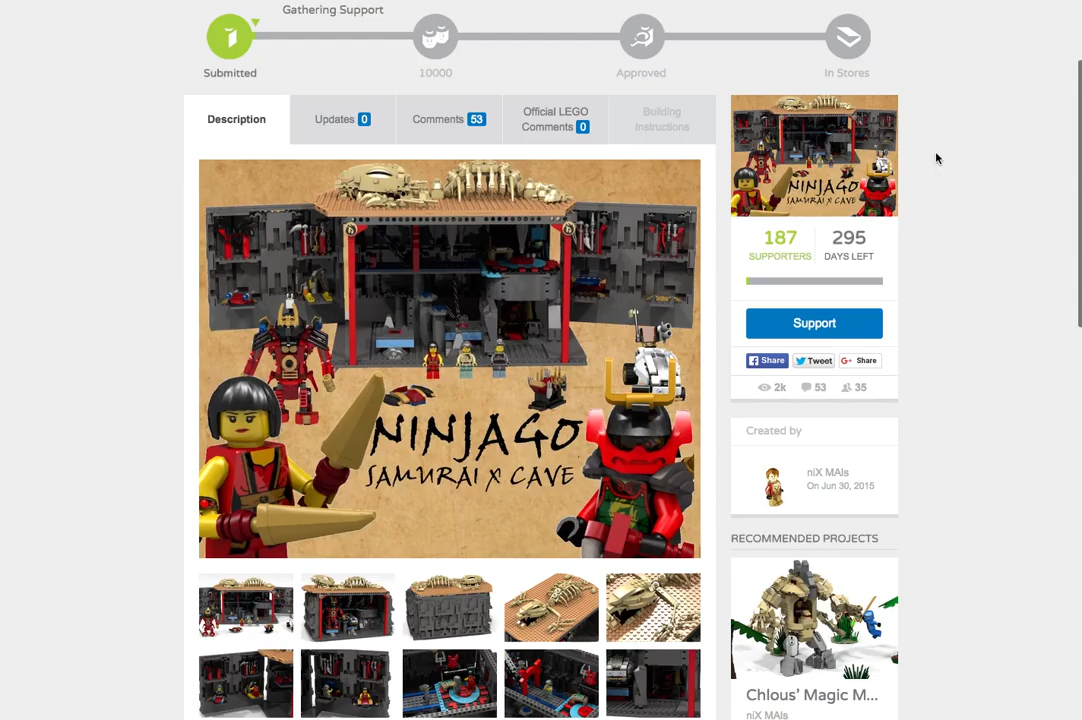 Gathering Support
Submitted
10000
Approved
In Stores
Description
Updates 0
Comments 53
Official LEGO
Comments 0
Building
Instructions
NINJAGO
SAMURAI X CAVE
NINJAGO
SAMURAI X CAVE
187
SUPPORTERS
295
DAYS LEFT
Support
Share
Tweet
Share
2k
53
35
Created by
niX MAIs
On Jun 30, 2015
RECOMMENDED PROJECTS
Chlous' Magic M...
niX MAIs